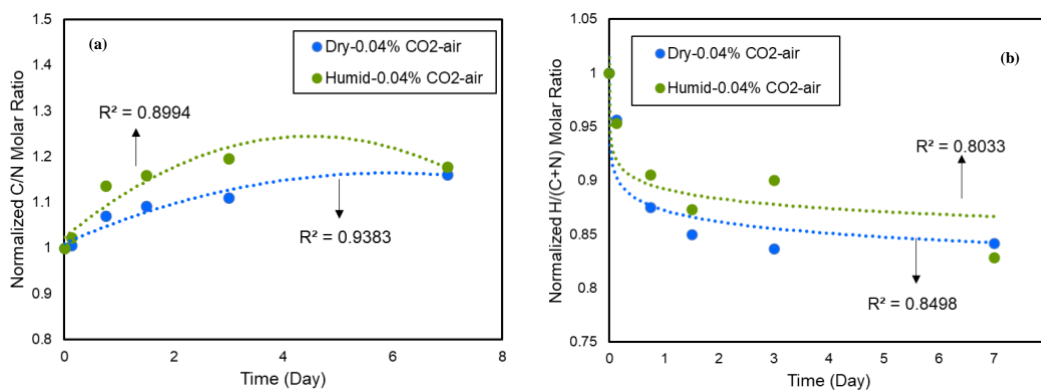 (a)
Dry-0.04% CO2-air
Humid-0.04% CO2-air
R² = 0.8994
R² = 0.9383
Normalized C/N Molar Ratio
1.5
1.4
1.3
1.2
1.1
1
0.9
0.8
0
2
4
6
8
Time (Day)
(b)
Dry-0.04% CO2-air
Humid-0.04% CO2-air
R² = 0.8033
R² = 0.8498
Normalized H/(C+N) Molar Ratio
1.05
1
0.95
0.9
0.85
0.8
0.75
0
1
2
3
4
5
6
7
Time (Day)